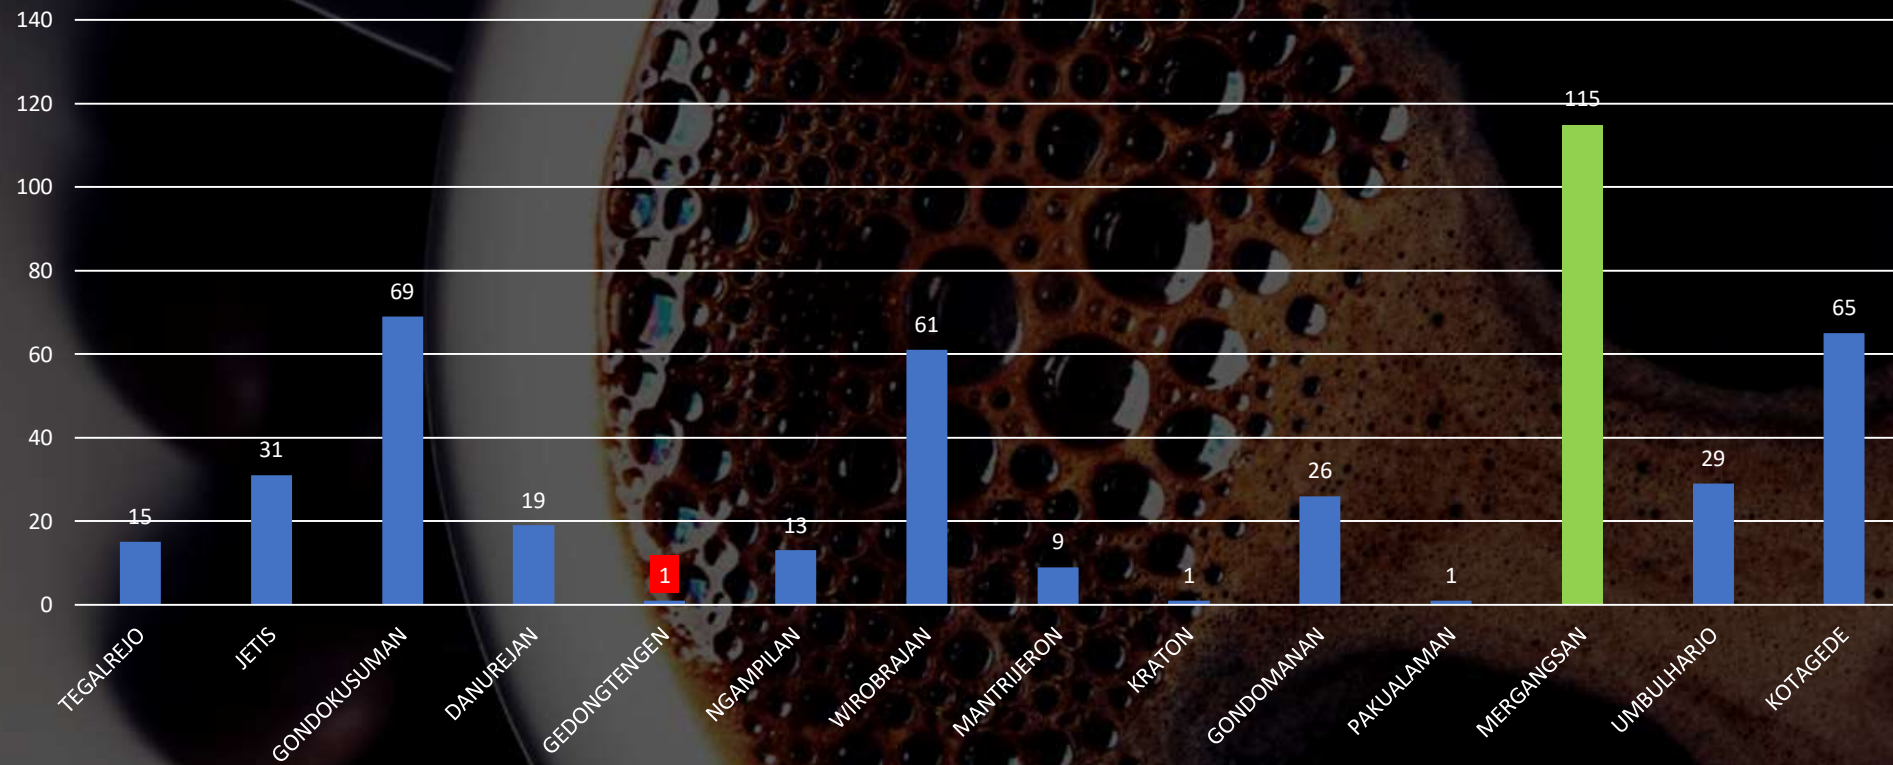 140
120
100
80
60
40
20
0
15
31
69
19
1
13
61
9
1
26
1
115
29
65
TEGALREJO
JETIS
GONDOKUSUMAN
DANUREJAN
GEDONGTENGEN
NGAMPILAN
WIROBRAJAN
MANTRIJERON
KRATON
GONDOMANAN
PAKUALAMAN
MERGANGSAN
UMBULHARJO
KOTAGEDE